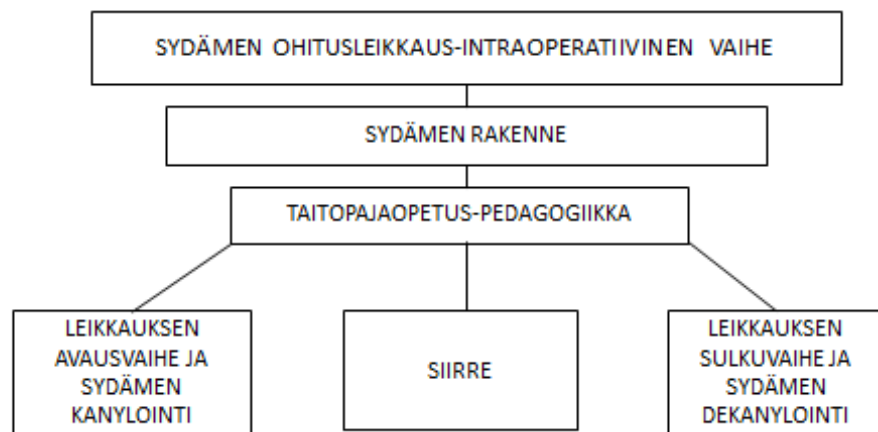 SYDÄMEN OHITUSLEIKKAUS-INTRAOPERATIIVINEN VAIHE
SYDÄMEN RAKENNE
TAITOPAJAOPETUS-PEDAGOGIIKKA
LEIKKAUKSEN
AVAUSVAIHE JA
SYDÄMEN
KANYLOINTI
SIIRRE
LEIKKAUKSEN
SULKUVAIHE JA
SYDÄMEN
DEKANYLOINTI